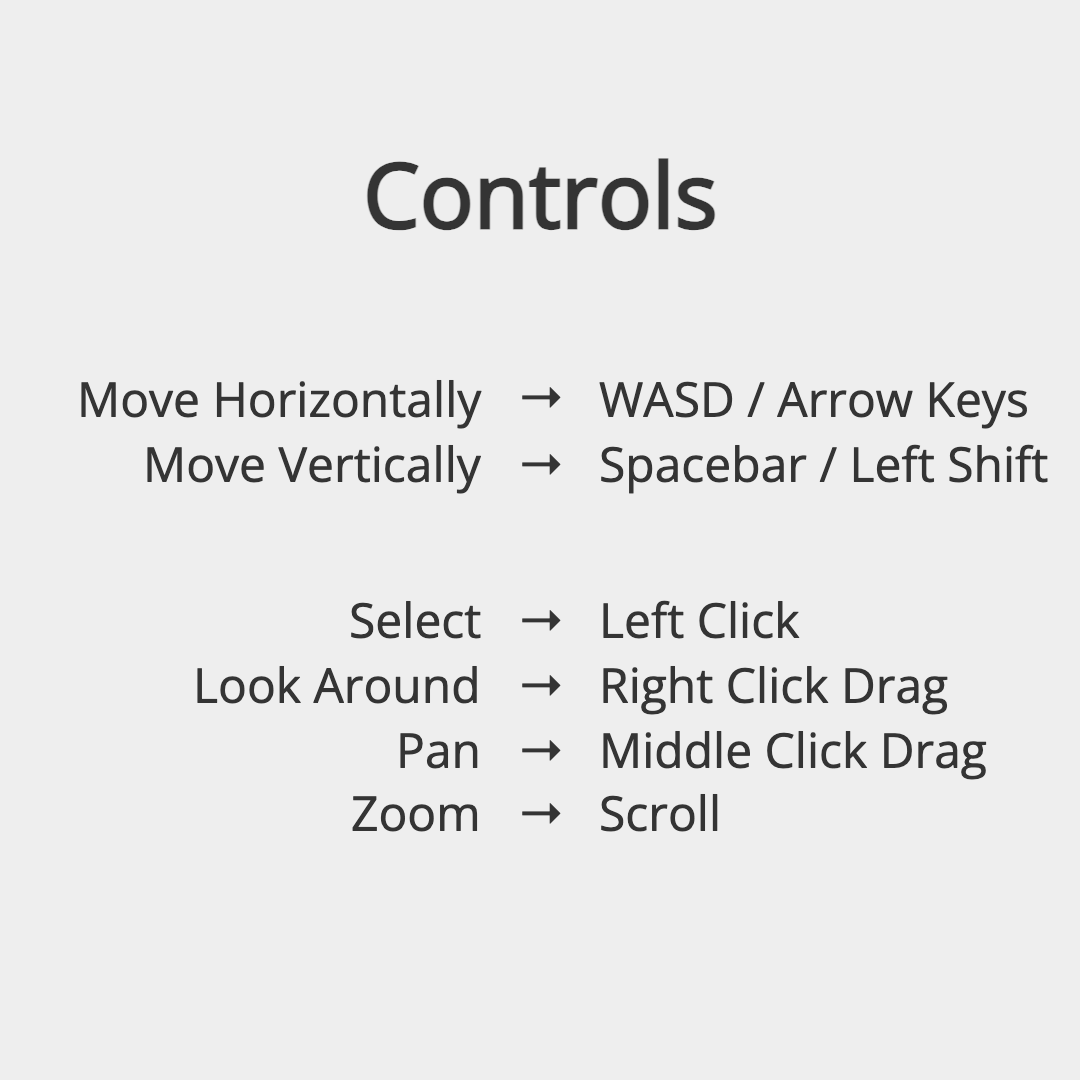 Controls
Move Horizontally → WASD / Arrow Keys
Move Vertically → Spacebar / Left Shift
Select → Left Click
Look Around → Right Click Drag
Pan → Middle Click Drag
Zoom → Scroll